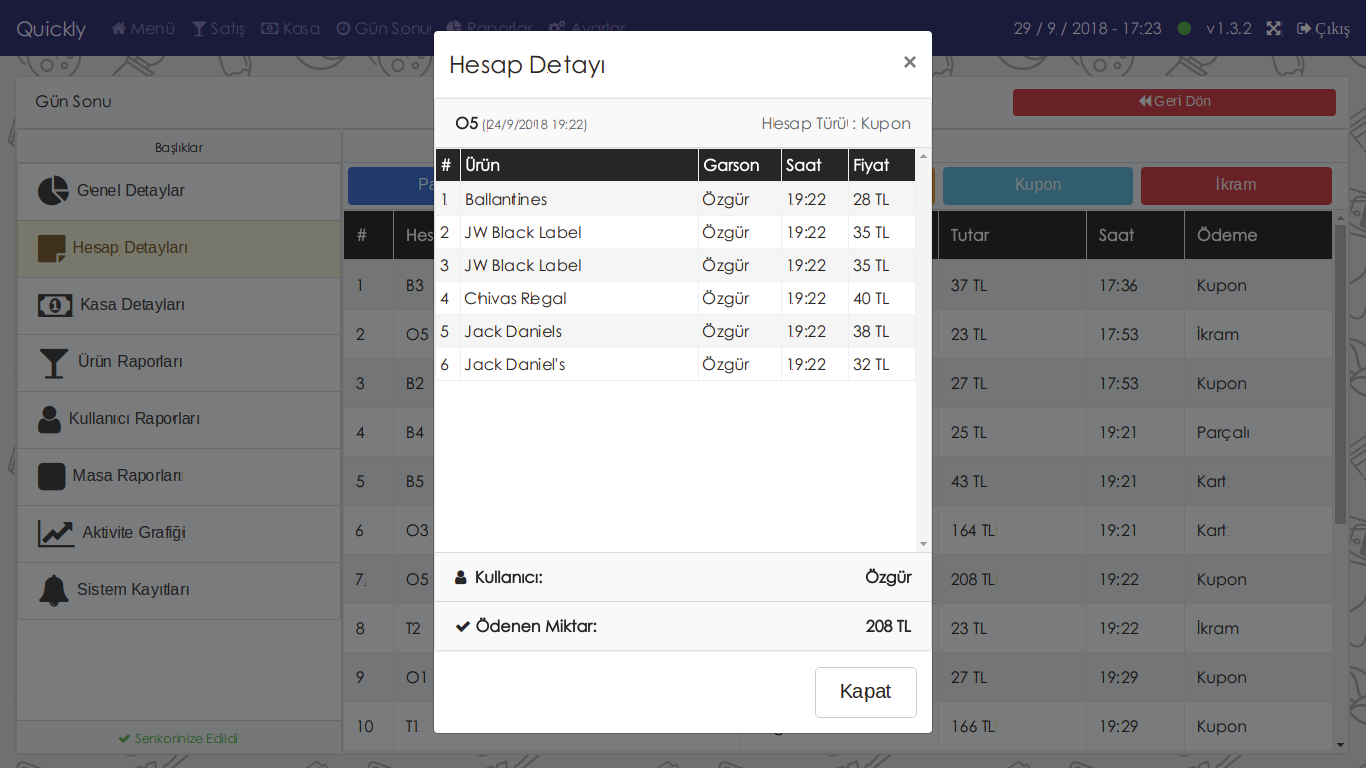 Quickly Menü Satış Kasa Gün Sonu Raporlar Ayarlar 29 / 9 / 2018 - 17:23 v1.3.2 Çıkış
Hesap Detayı ×
Gün Sonu Geri Dön
O5 (24/9/2018 19:22) Hesap Türü : Kupon
Başlıklar
# Ürün Garson Saat Fiyat
1 Ballantines Özgür 19:22 28 TL
2 JW Black Label Özgür 19:22 35 TL
3 JW Black Label Özgür 19:22 35 TL
4 Chivas Regal Özgür 19:22 40 TL
5 Jack Daniels Özgür 19:22 38 TL
6 Jack Daniel's Özgür 19:22 32 TL
Kullanıcı: Özgür
Ödenen Miktar: 208 TL
Kapat
Genel Detaylar
Hesap Detayları
Kasa Detayları
Ürün Raporları
Kullanıcı Raporları
Masa Raporları
Aktivite Grafiği
Sistem Kayıtları
Senkorinize Edildi
Pa Kupon İkram
# Hes Tutar Saat Ödeme
1 B3 37 TL 17:36 Kupon
2 O5 23 TL 17:53 İkram
3 B2 27 TL 17:53 Kupon
4 B4 25 TL 19:21 Parçalı
5 B5 43 TL 19:21 Kart
6 O3 164 TL 19:21 Kart
7 O5 208 TL 19:22 Kupon
8 T2 23 TL 19:22 İkram
9 O1 27 TL 19:29 Kupon
10 T1 166 TL 19:29 Kupon